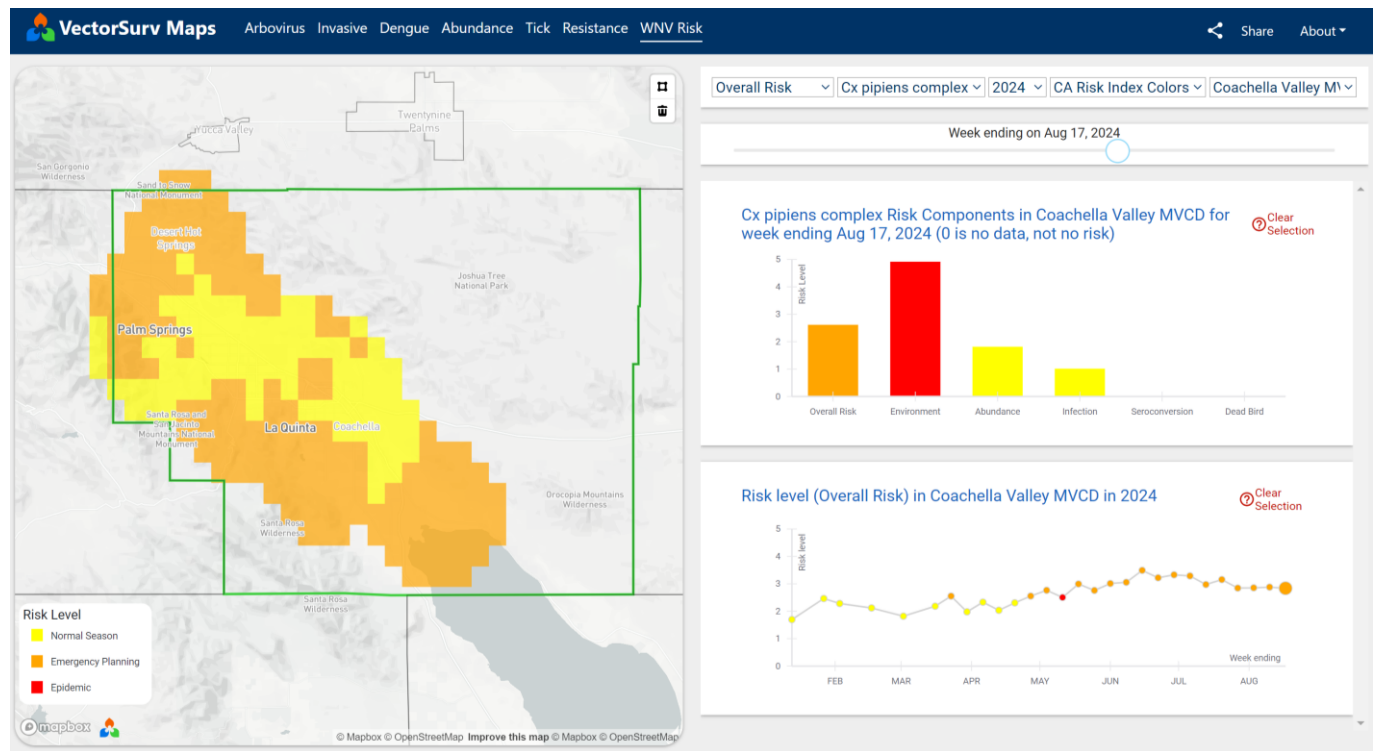 VectorSurv Maps
Arbovirus Invasive Dengue Abundance Tick Resistance WNV Risk
Share About
Twentynine
Palms
Yucca Valley
San Gorgonio
Wilderness
Sand to Snow
National Monument
Desert Hot
Springs
Joshua Tree
National Park
Palm Springs
Santa Rosa and
San Jacinto
Mountains National
Monument
La Quinta
Coachella
Orocopia Mountains
Wilderness
Santa Rosa
Wilderness
Santa Rosa
Wilderness
Risk Level
Normal Season
Emergency Planning
Epidemic
mapbox
© Mapbox © OpenStreetMap Improve this map © Mapbox © OpenStreetMap
Overall Risk Cx pipiens complex 2024 CA Risk Index Colors Coachella Valley M
Week ending on Aug 17, 2024
Cx pipiens complex Risk Components in Coachella Valley MVCD for
week ending Aug 17, 2024 (0 is no data, not no risk)
Clear
Selection
5
4
3
2
1
0
Risk Level
Overall Risk Environment Abundance Infection Seroconversion Dead Bird
Risk level (Overall Risk) in Coachella Valley MVCD in 2024
Clear
Selection
5
4
3
2
1
0
Risk level
Week ending
FEB MAR APR MAY JUN JUL AUG